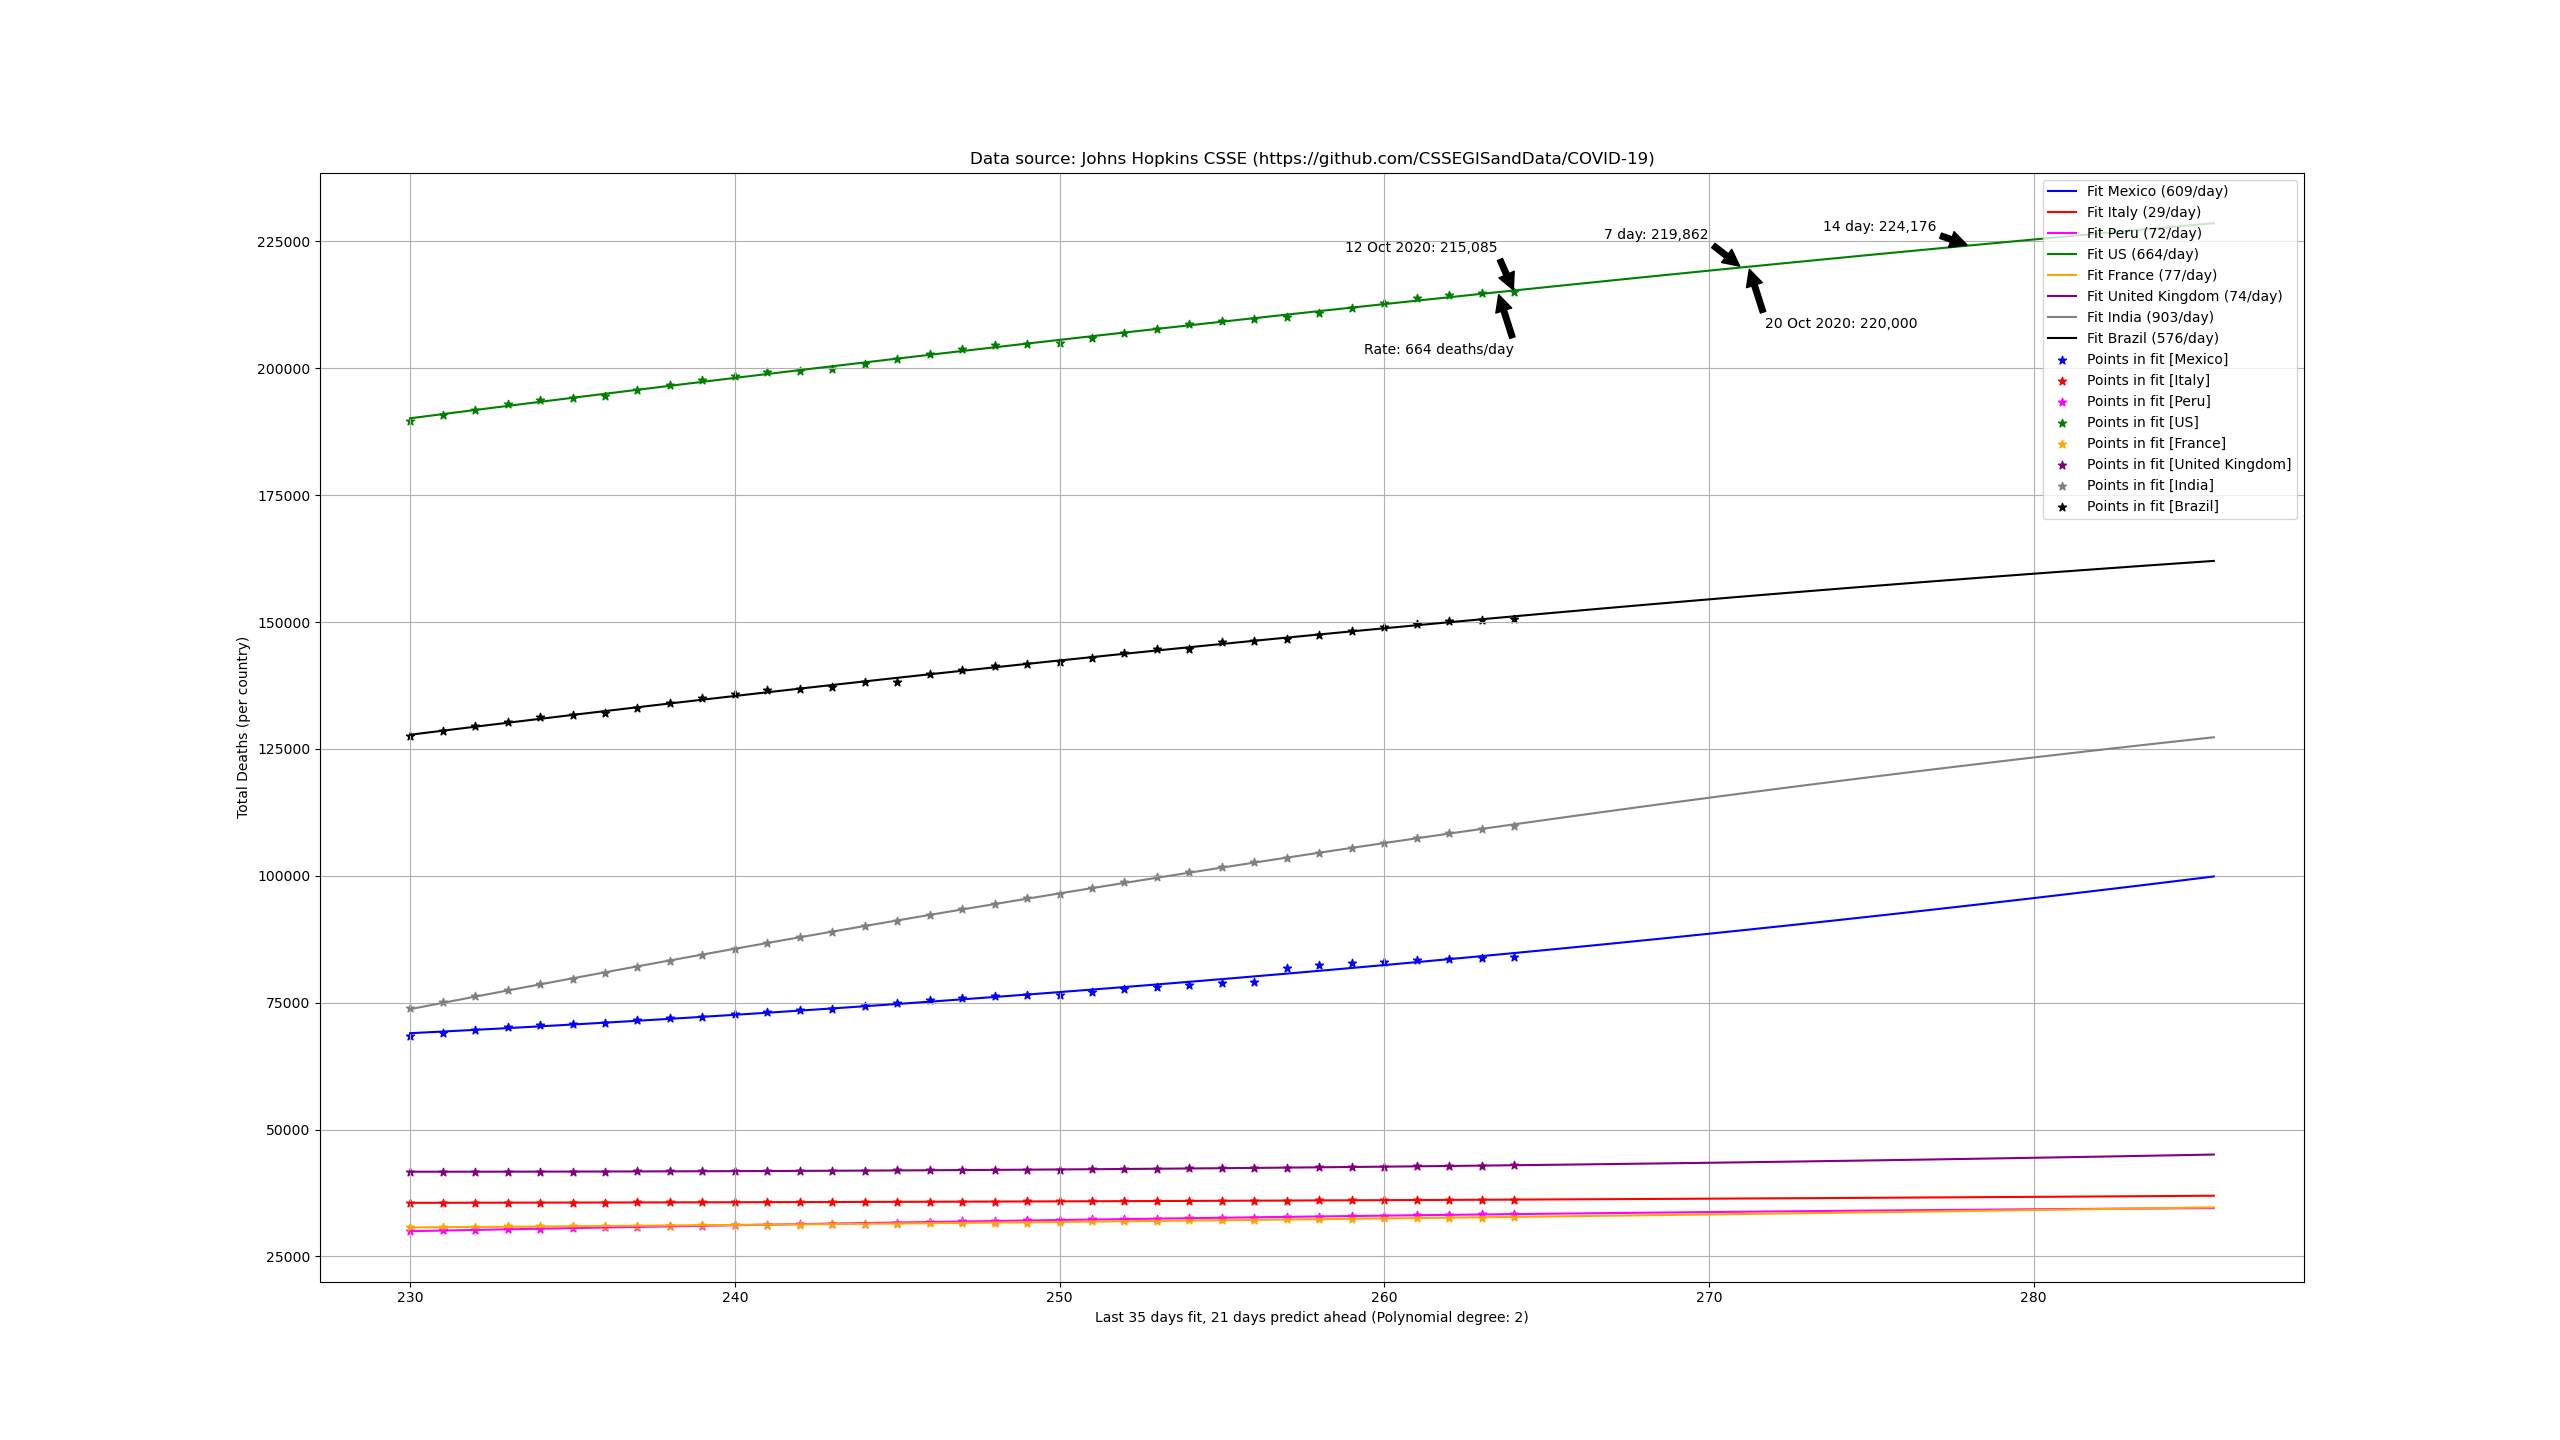 Data source: Johns Hopkins CSSE (https://github.com/CSSEGISandData/COVID-19)
Total Deaths (per country)
225000
200000
175000
150000
125000
100000
75000
50000
25000
12 Oct 2020: 215,085
7 day: 219,862
14 day: 224,176
Rate: 664 deaths/day
20 Oct 2020: 220,000
Fit Mexico (609/day)
Fit Italy (29/day)
Fit Peru (72/day)
Fit US (664/day)
Fit France (77/day)
Fit United Kingdom (74/day)
Fit India (903/day)
Fit Brazil (576/day)
Points in fit [Mexico]
Points in fit [Italy]
Points in fit [Peru]
Points in fit [US]
Points in fit [France]
Points in fit [United Kingdom]
Points in fit [India]
Points in fit [Brazil]
230 240 250 260 270 280
Last 35 days fit, 21 days predict ahead (Polynomial degree: 2)